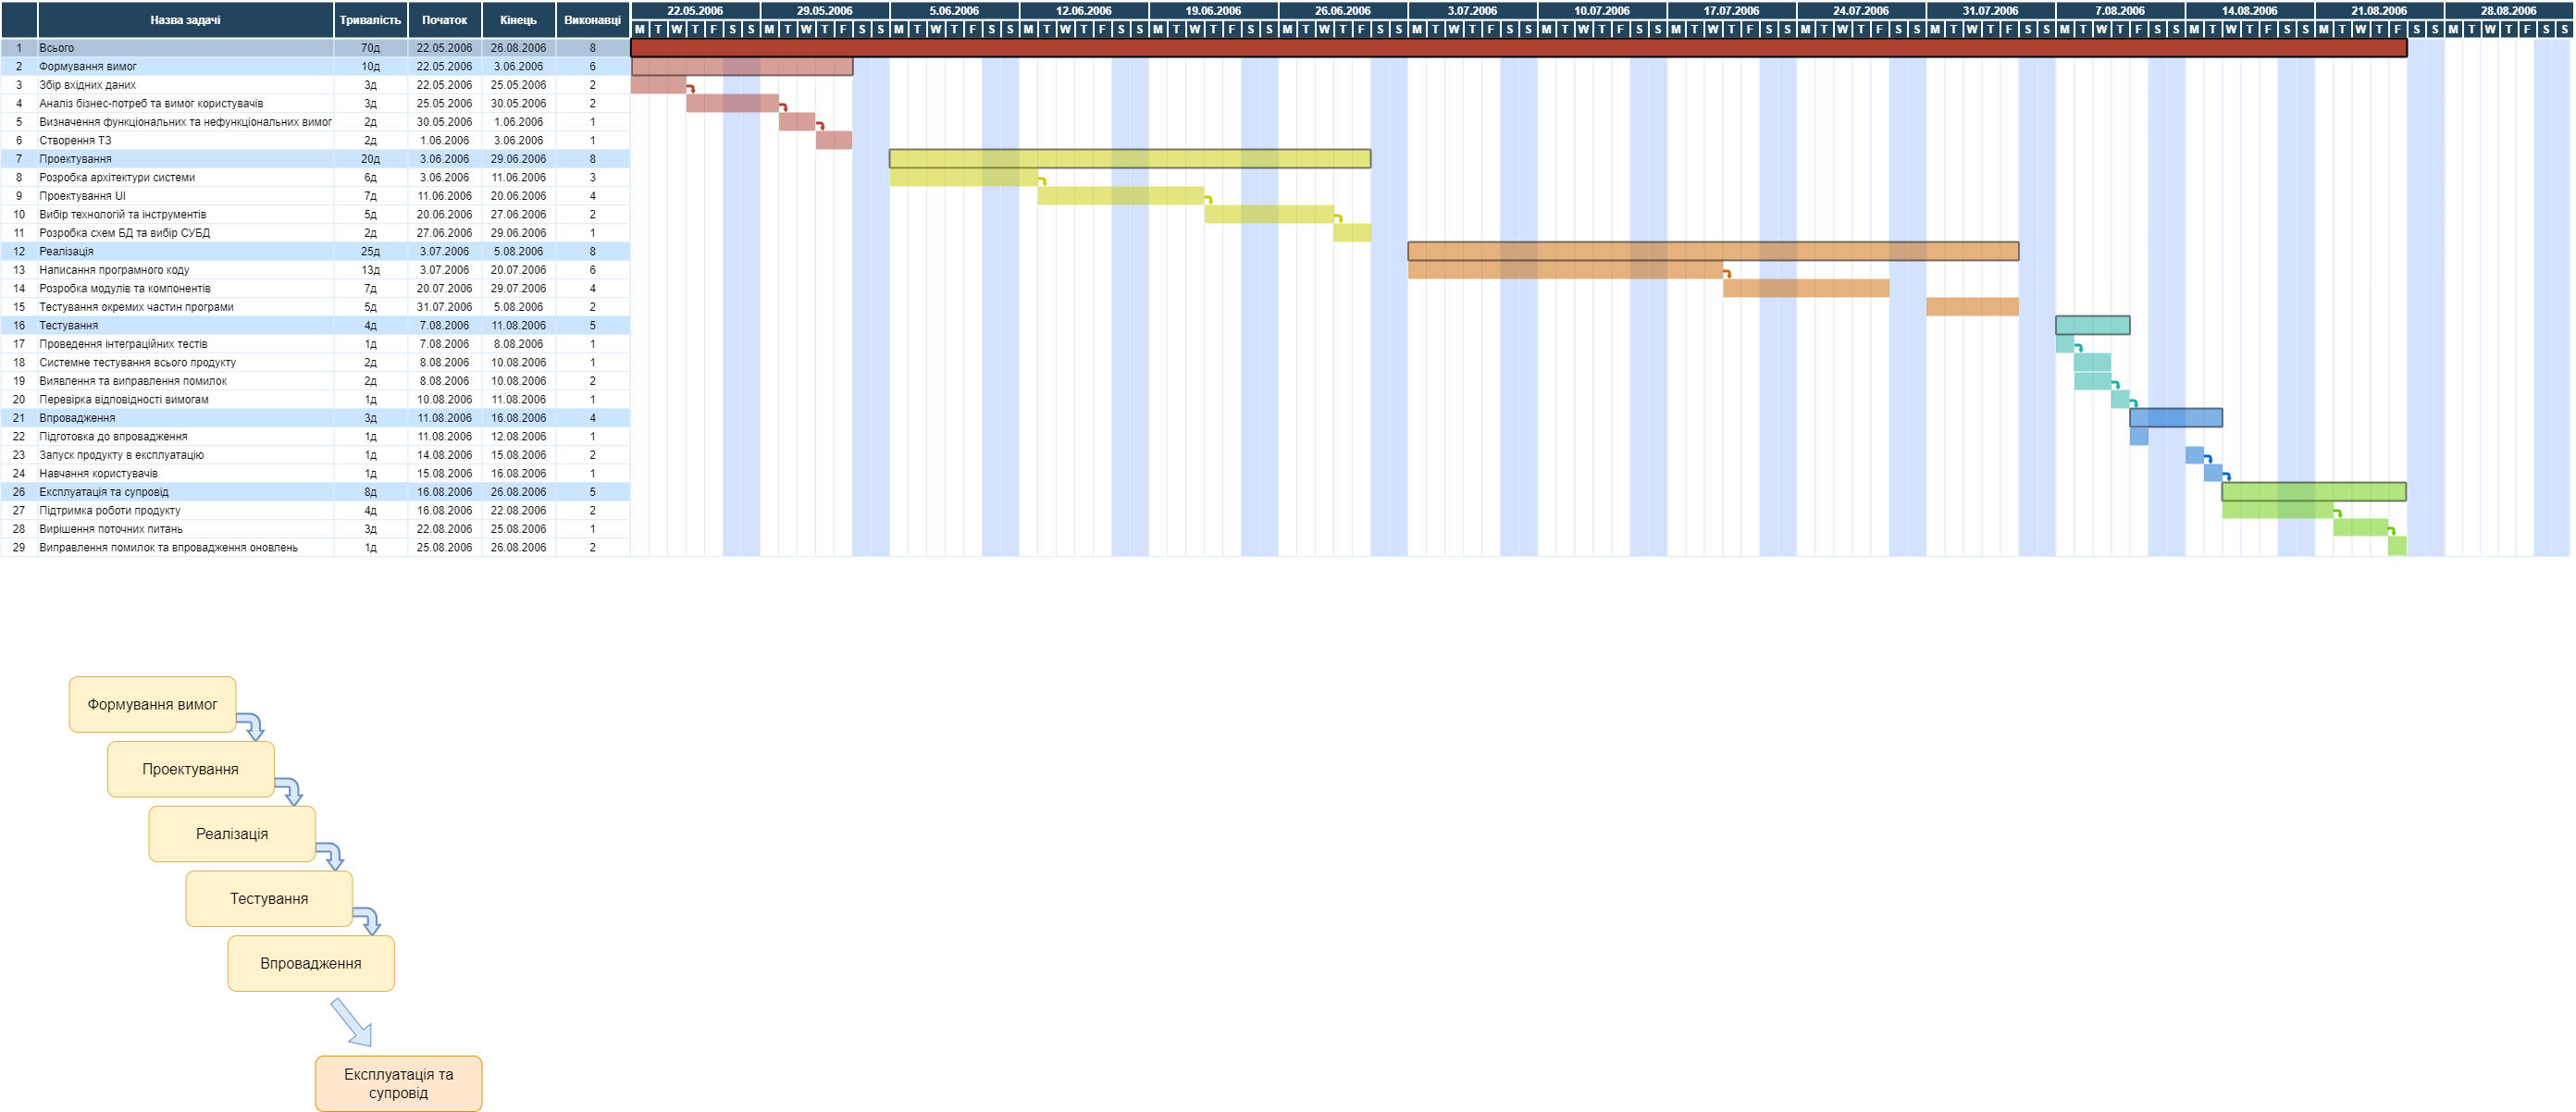 Назва задачі Тривалість Початок Кінець Виконавці 22.05.2006 29.05.2006 5.06.2006 12.06.2006 19.06.2006 26.06.2006 3.07.2006 10.07.2006 17.07.2006 24.07.2006 31.07.2006 7.08.2006 14.08.2006 21.08.2006 28.08.2006
M T W T F S S M T W T F S S M T W T F S S M T W T F S S M T W T F S S M T W T F S S M T W T F S S M T W T F S S M T W T F S S M T W T F S S M T W T F S S M T W T F S S M T W T F S S M T W T F S S M T W T F S S
1 Всього 70д 22.05.2006 26.08.2006 8
2 Формування вимог 10д 22.05.2006 3.06.2006 6
3 Збір вхідних даних 3д 22.05.2006 25.05.2006 2
4 Аналіз бізнес-потреб та вимог користувачів 3д 25.05.2006 30.05.2006 2
5 Визначення функціональних та нефункціональних вимог 2д 30.05.2006 1.06.2006 1
6 Створення ТЗ 2д 1.06.2006 3.06.2006 1
7 Проектування 20д 3.06.2006 29.06.2006 8
8 Розробка архітектури системи 6д 3.06.2006 11.06.2006 3
9 Проектування UI 7д 11.06.2006 20.06.2006 4
10 Вибір технологій та інструментів 5д 20.06.2006 27.06.2006 2
11 Розробка схем БД та вибір СУБД 2д 27.06.2006 29.06.2006 1
12 Реалізація 25д 3.07.2006 5.08.2006 8
13 Написання програмного коду 13д 3.07.2006 20.07.2006 6
14 Розробка модулів та компонентів 7д 20.07.2006 29.07.2006 4
15 Тестування окремих частин програми 5д 31.07.2006 5.08.2006 2
16 Тестування 4д 7.08.2006 11.08.2006 5
17 Проведення інтеграційних тестів 1д 7.08.2006 8.08.2006 1
18 Системне тестування всього продукту 2д 8.08.2006 10.08.2006 1
19 Виявлення та виправлення помилок 2д 8.08.2006 10.08.2006 2
20 Перевірка відповідності вимогам 1д 10.08.2006 11.08.2006 1
21 Впровадження 3д 11.08.2006 16.08.2006 4
22 Підготовка до впровадження 1д 11.08.2006 12.08.2006 1
23 Запуск продукту в експлуатацію 1д 14.08.2006 15.08.2006 2
24 Навчання користувачів 1д 15.08.2006 16.08.2006 1
26 Експлуатація та супровід 8д 16.08.2006 26.08.2006 5
27 Підтримка роботи продукту 4д 16.08.2006 22.08.2006 2
28 Вирішення поточних питань 3д 22.08.2006 25.08.2006 1
29 Виправлення помилок та впровадження оновлень 1д 25.08.2006 26.08.2006 2
Формування вимог
Проектування
Реалізація
Тестування
Впровадження
Експлуатація та
супровід